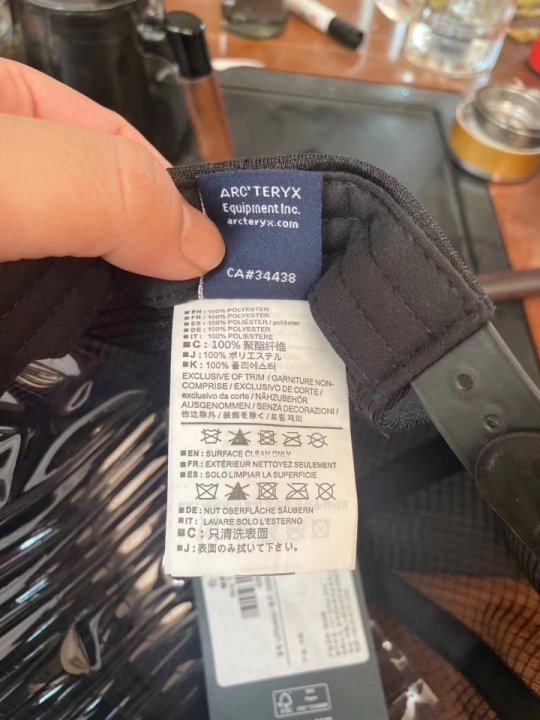 ARC'TERYX
Equipment Inc.
arcteryx.com
CA#34438
■ EN : 100% POLYESTER
■ FR : 100% POLYESTER
■ ES : 100% POLIÉSTER / poliéster
■ DE : 100% POLYESTER
■ IT : 100% POLIESTERE
■ C : 100% 聚酯纤维
■ J : 100% ポリエステル
■ K : 100% 폴리에스터
EXCLUSIVE OF TRIM / GARNITURE NON-
COMPRISE / EXCLUSIVO DE CORTE /
exclusivo da corte / NÄHZUBEHÖR
AUSGENOMMEN / SENZA DECORAZIONI /
饰边除外 / 装飾を除く / 트림 제외
■ EN : SURFACE CLEAN ONLY
■ FR : EXTÉRIEUR NETTOYEZ SEULEMENT
■ ES : SOLO LIMPIAR LA SUPERFICIE
■ DE : NUT OBERFLÄCHE SÄUBERN
■ IT : LAVARE SOLO L'ESTERNO
■ C : 只清洗表面
■ J : 表面のみ拭いて下さい。
FSC